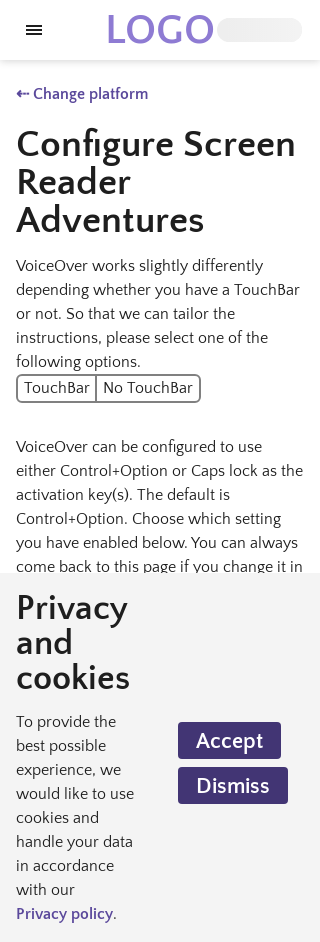 LOGO
⇠ Change platform
Configure Screen
Reader
Adventures
VoiceOver works slightly differently
depending whether you have a TouchBar
or not. So that we can tailor the
instructions, please select one of the
following options.
TouchBar No TouchBar
VoiceOver can be configured to use
either Control+Option or Caps lock as the
activation key(s). The default is
Control+Option. Choose which setting
you have enabled below. You can always
come back to this page if you change it in
Privacy
and
cookies
To provide the
best possible
experience, we
would like to use
cookies and
handle your data
in accordance
with our
Privacy policy.
Accept
Dismiss